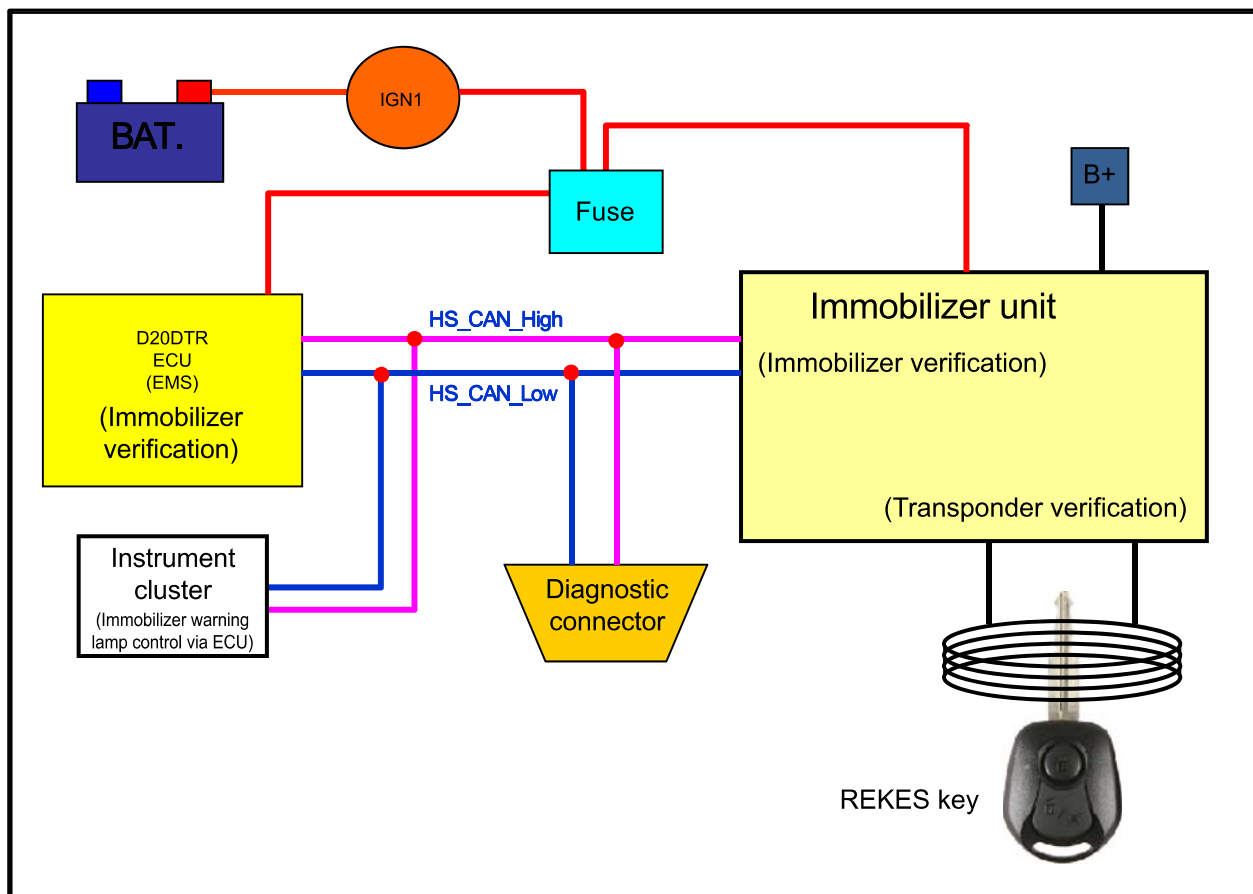 IGN1
BAT.
B+
Fuse
Immobilizer unit
HS_CAN_High
D20DTR
ECU
(EMS)
(Immobilizer
verification)
(Immobilizer verification)
HS_CAN_Low
(Transponder verification)
Instrument
cluster
(Immobilizer warning
lamp control via ECU)
Diagnostic
connector
REKES key